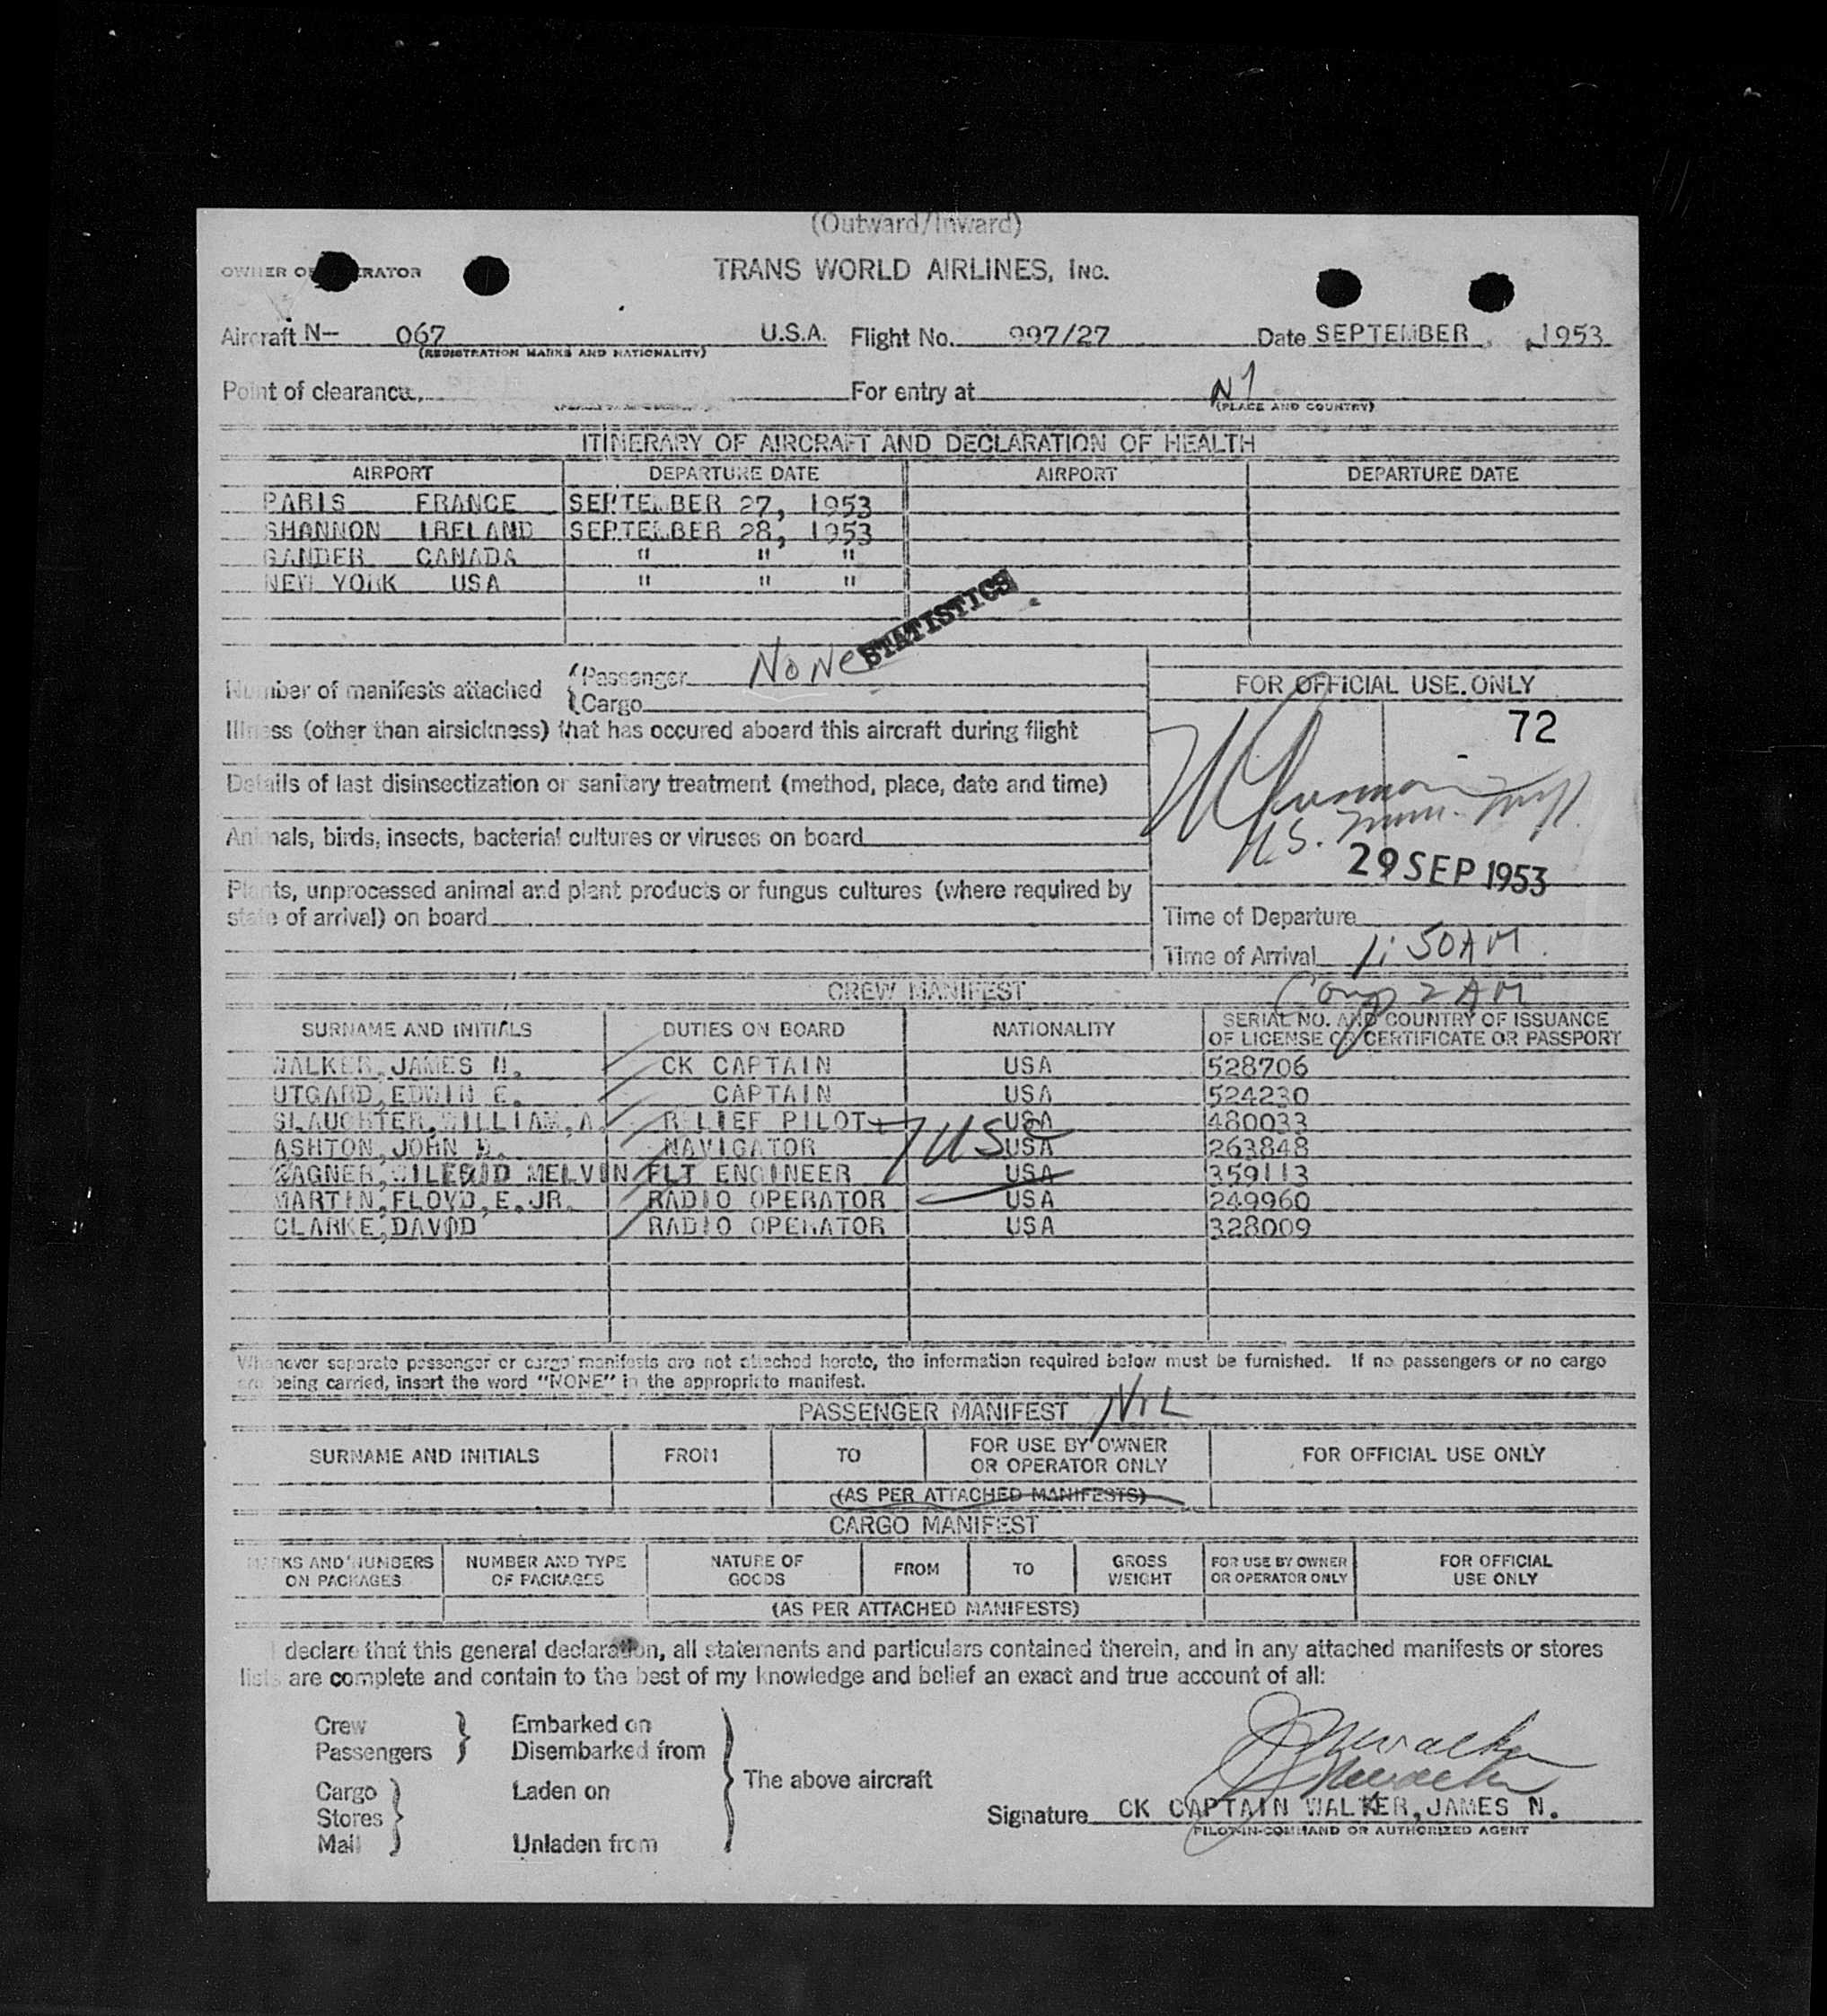 (Outward/Inward)
OWNER OR OPERATOR TRANS WORLD AIRLINES, INC.
Aircraft N- 067 U.S.A. Flight No. 997/27 Date SEPTEMBER , 1953
(REGISTRATION MARKS AND NATIONALITY)
Point of clearance For entry at NY
(PLACE AND COUNTRY)
ITINERARY OF AIRCRAFT AND DECLARATION OF HEALTH
AIRPORT DEPARTURE DATE AIRPORT DEPARTURE DATE
PARIS FRANCE SEPTEMBER 27, 1953
SHANNON IRELAND SEPTEMBER 28, 1953
GANDER CANADA " " "
NEW YORK USA " " "
STATISTICS
Number of manifests attached { Passenger NONE
Cargo
FOR OFFICIAL USE ONLY
72
Illness (other than airsickness) that has occured aboard this aircraft during flight
Details of last disinsectization or sanitary treatment (method, place, date and time)
U.S. Imm. Insp.
Animals, birds, insects, bacterial cultures or viruses on board
29 SEP 1953
Plants, unprocessed animal and plant products or fungus cultures (where required by
state of arrival) on board
Time of Departure
Time of Arrival 1:50 AM
Comp 2 AM
CREW MANIFEST
SURNAME AND INITIALS DUTIES ON BOARD NATIONALITY SERIAL NO. AND COUNTRY OF ISSUANCE
OF LICENSE OR CERTIFICATE OR PASSPORT
WALKER, JAMES N. CK CAPTAIN USA 528706
UTGARD, EDWIN E. CAPTAIN USA 524230
SLAUGHTER, WILLIAM, A. RELIEF PILOT USA 480033
ASHTON, JOHN NAVIGATOR USA 263848
7 USC
WAGNER, WILFRID MELVIN FLT ENGINEER USA 359113
MARTIN, FLOYD, E. JR. RADIO OPERATOR USA 249960
CLARKE, DAVID RADIO OPERATOR USA 328009
Whenever separate passenger or cargo manifests are not attached hereto, the information required below must be furnished. If no passengers or no cargo
are being carried, insert the word "NONE" in the appropriate manifest.
PASSENGER MANIFEST NIL
SURNAME AND INITIALS FROM TO FOR USE BY OWNER OR OPERATOR ONLY FOR OFFICIAL USE ONLY
(AS PER ATTACHED MANIFESTS)
CARGO MANIFEST
MARKS AND NUMBERS ON PACKAGES NUMBER AND TYPE OF PACKAGES NATURE OF GOODS FROM TO GROSS WEIGHT FOR USE BY OWNER OR OPERATOR ONLY FOR OFFICIAL USE ONLY
(AS PER ATTACHED MANIFESTS)
I declare that this general declaration, all statements and particulars contained therein, and in any attached manifests or stores
lists are complete and contain to the best of my knowledge and belief an exact and true account of all:
Crew Embarked on
Passengers Disembarked from
The above aircraft
Cargo Laden on
Stores
Mail Unladen from
JNWalker
JNWalker
Signature CK CAPTAIN WALKER, JAMES N.
PILOT-IN-COMMAND OR AUTHORIZED AGENT